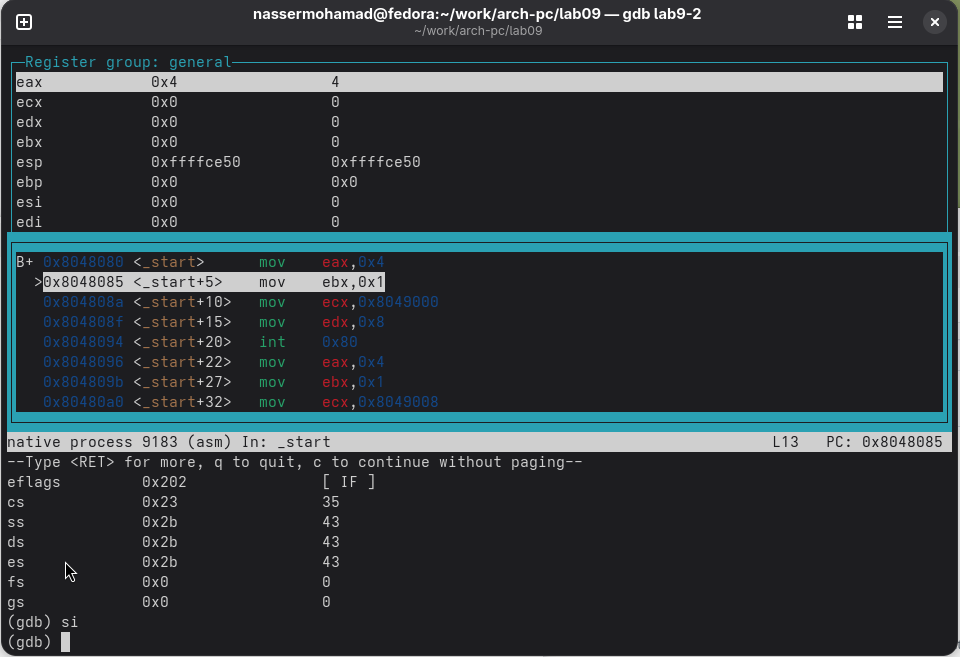 nassermohamad@fedora:~/work/arch-pc/lab09 — gdb lab9-2
~/work/arch-pc/lab09
Register group: general
eax 0x4 4
ecx 0x0 0
edx 0x0 0
ebx 0x0 0
esp 0xffffce50 0xffffce50
ebp 0x0 0x0
esi 0x0 0
edi 0x0 0
B+ 0x8048080 <_start> mov eax,0x4
>0x8048085 <_start+5> mov ebx,0x1
0x804808a <_start+10> mov ecx,0x8049000
0x804808f <_start+15> mov edx,0x8
0x8048094 <_start+20> int 0x80
0x8048096 <_start+22> mov eax,0x4
0x804809b <_start+27> mov ebx,0x1
0x80480a0 <_start+32> mov ecx,0x8049008
native process 9183 (asm) In: _start L13 PC: 0x8048085
--Type <RET> for more, q to quit, c to continue without paging--
eflags 0x202 [ IF ]
cs 0x23 35
ss 0x2b 43
ds 0x2b 43
es 0x2b 43
fs 0x0 0
gs 0x0 0
(gdb) si
(gdb)